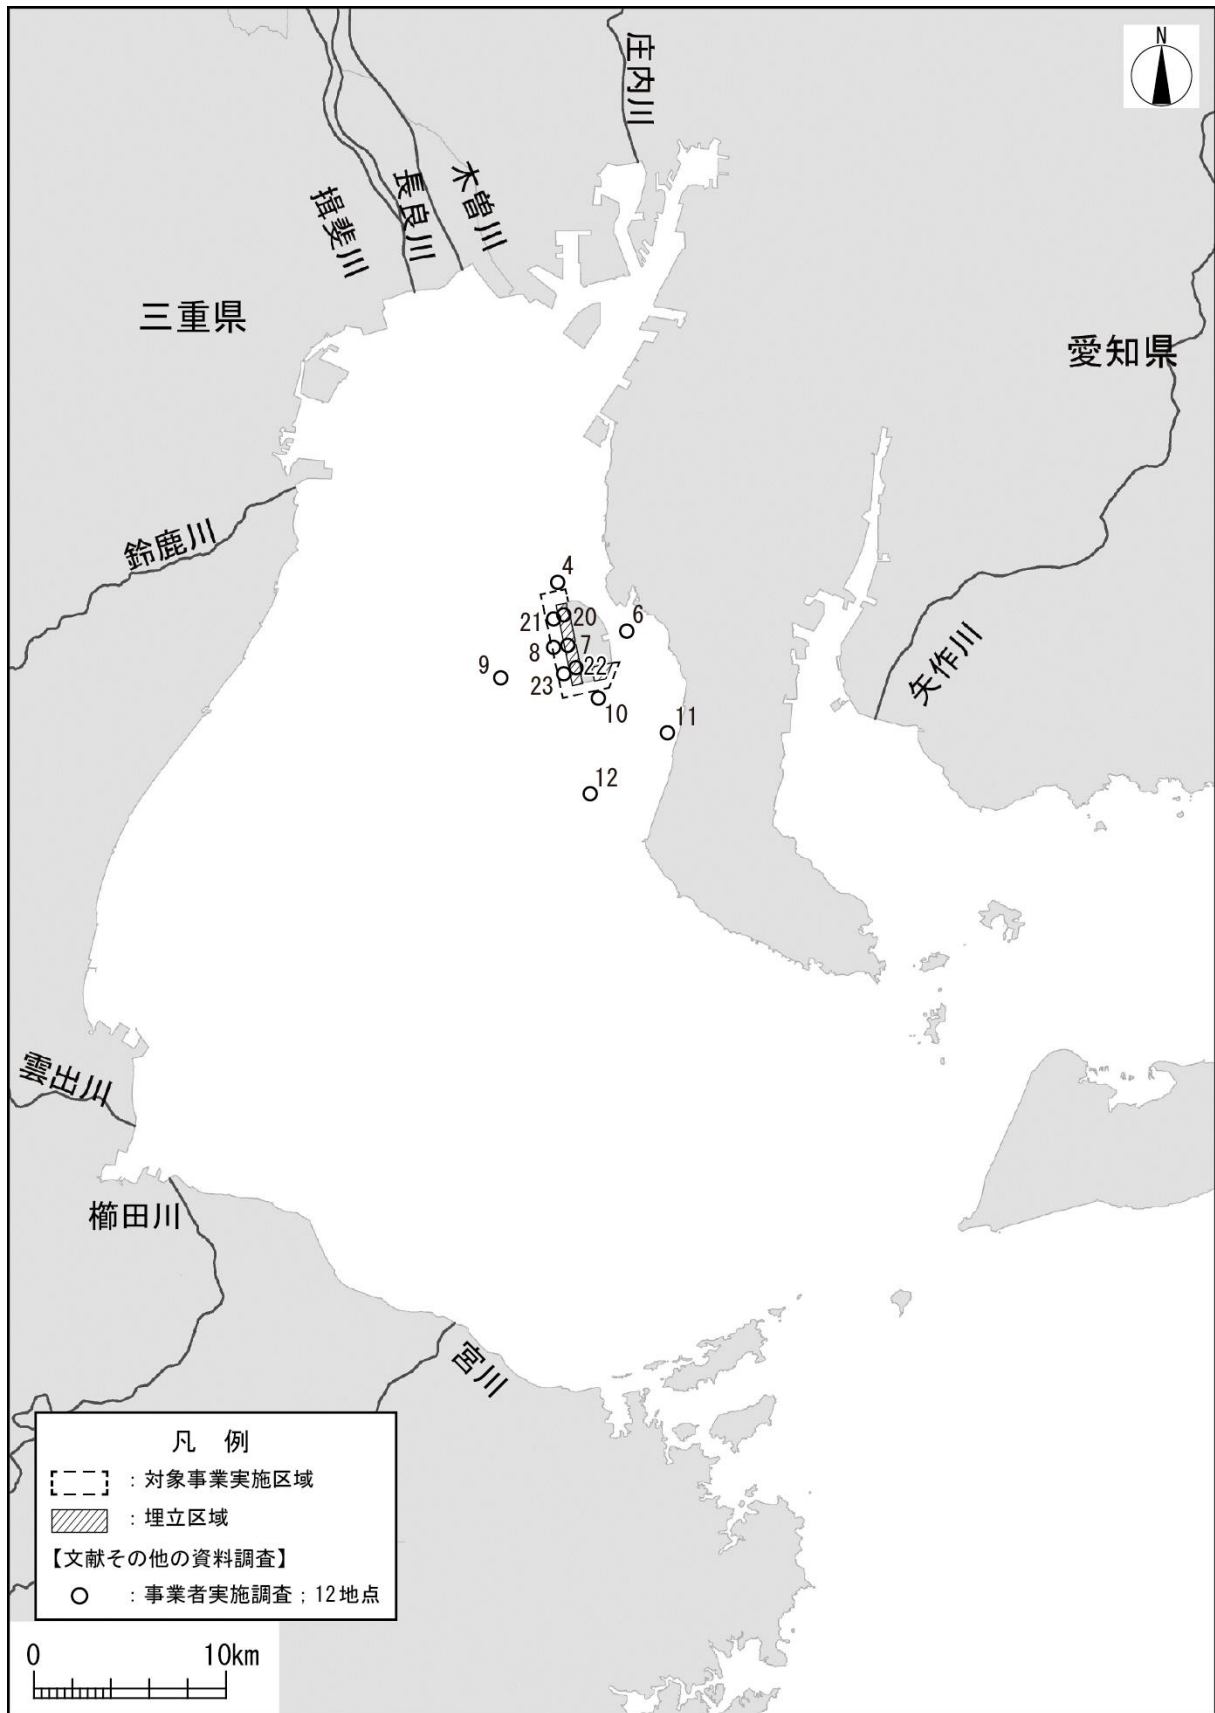 N
庄内川
木曽川
長良川
揖斐川
三重県
愛知県
鈴鹿川
4
20
6
21
7
8
22
9
23
矢作川
10
11
12
雲出川
櫛田川
宮川
凡 例
：対象事業実施区域
：埋立区域
【文献その他の資料調査】
：事業者実施調査；12地点
0 10km